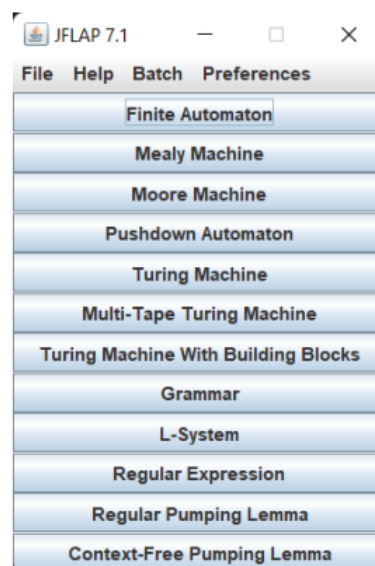 JFLAP 7.1
File Help Batch Preferences
Finite Automaton
Mealy Machine
Moore Machine
Pushdown Automaton
Turing Machine
Multi-Tape Turing Machine
Turing Machine With Building Blocks
Grammar
L-System
Regular Expression
Regular Pumping Lemma
Context-Free Pumping Lemma